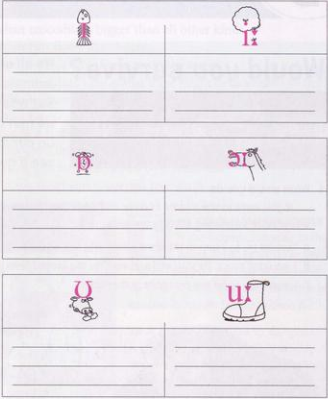 ɪ iː
ɒ ɔː
ʊ uː